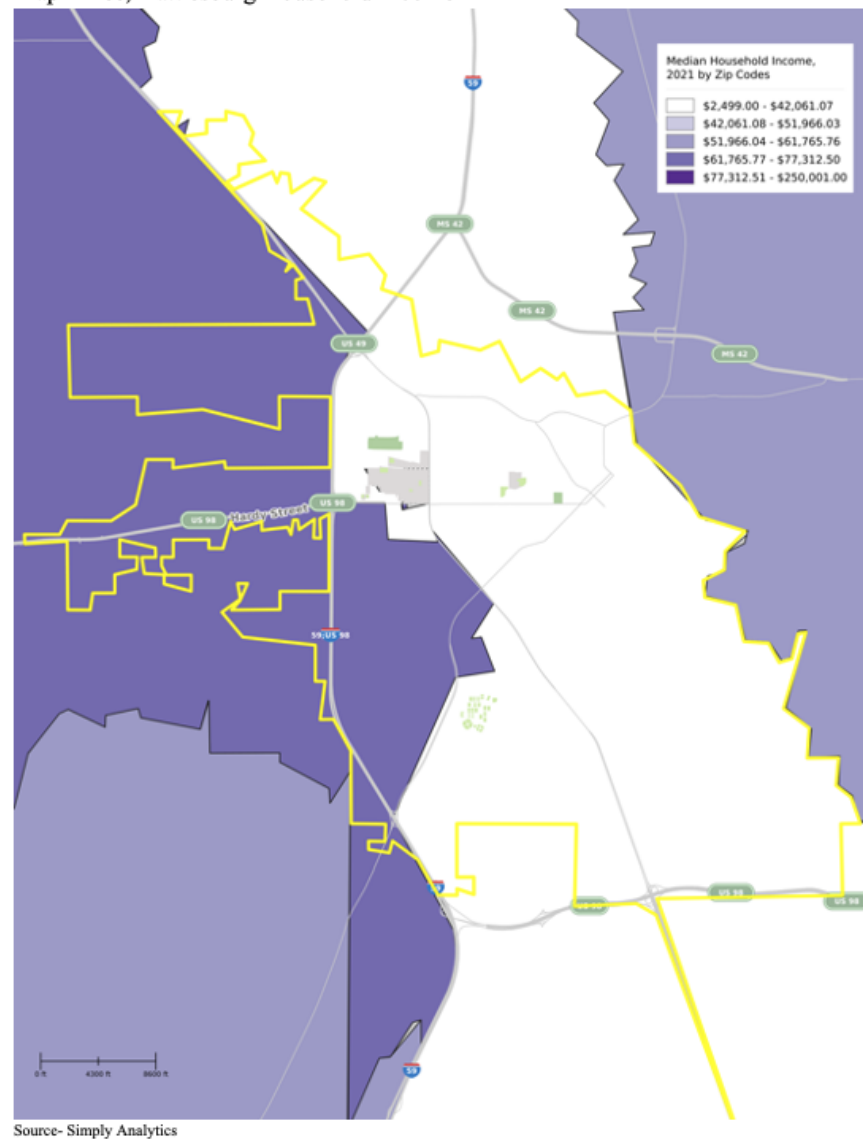 Median Household Income,
2021 by Zip Codes
$2,499.00 - $42,061.07
$42,061.08 - $51,966.03
$51,966.04 - $61,765.76
$61,765.77 - $77,312.50
$77,312.51 - $250,001.00
59
MS 42
MS 42
MS 42
US 49
US 98
US 98
Hardy Street
59;US 98
59
US 98
US 98
US 98
59
0 ft
4300 ft
8600 ft
Source- Simply Analytics